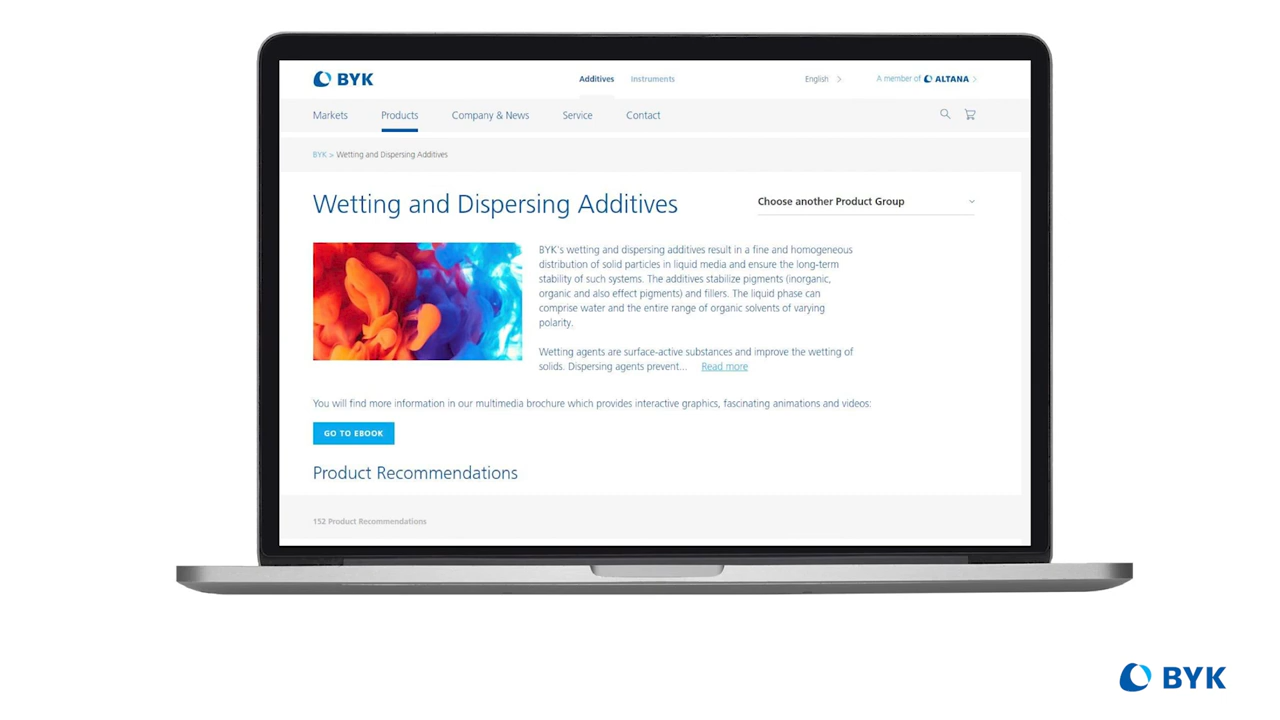 BYK
Additives
Instruments
English
A member of ALTANA
Markets
Products
Company & News
Service
Contact
BYK > Wetting and Dispersing Additives
Wetting and Dispersing Additives
Choose another Product Group
BYK's wetting and dispersing additives result in a fine and homogeneous
distribution of solid particles in liquid media and ensure the long-term
stability of such systems. The additives stabilize pigments (inorganic,
organic and also effect pigments) and fillers. The liquid phase can
comprise water and the entire range of organic solvents of varying
polarity.
Wetting agents are surface-active substances and improve the wetting of
solids. Dispersing agents prevent... Read more
You will find more information in our multimedia brochure which provides interactive graphics, fascinating animations and videos:
GO TO EBOOK
Product Recommendations
152 Product Recommendations
BYK